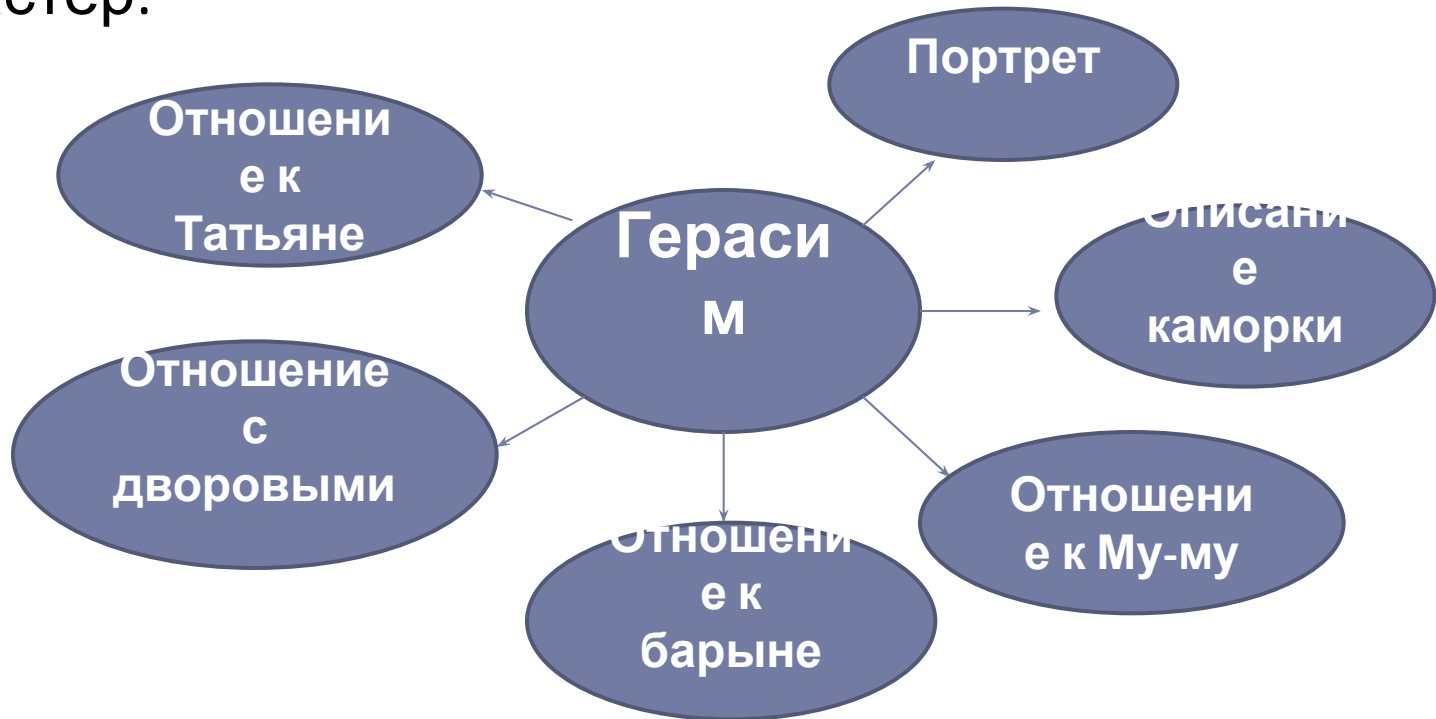 Портрет
Отношени
е к
Татьяне
Гераси
м
Описани
е
каморки
Отношение
с
дворовыми
Отношени
е к Му-му
Отношени
е к
барыне